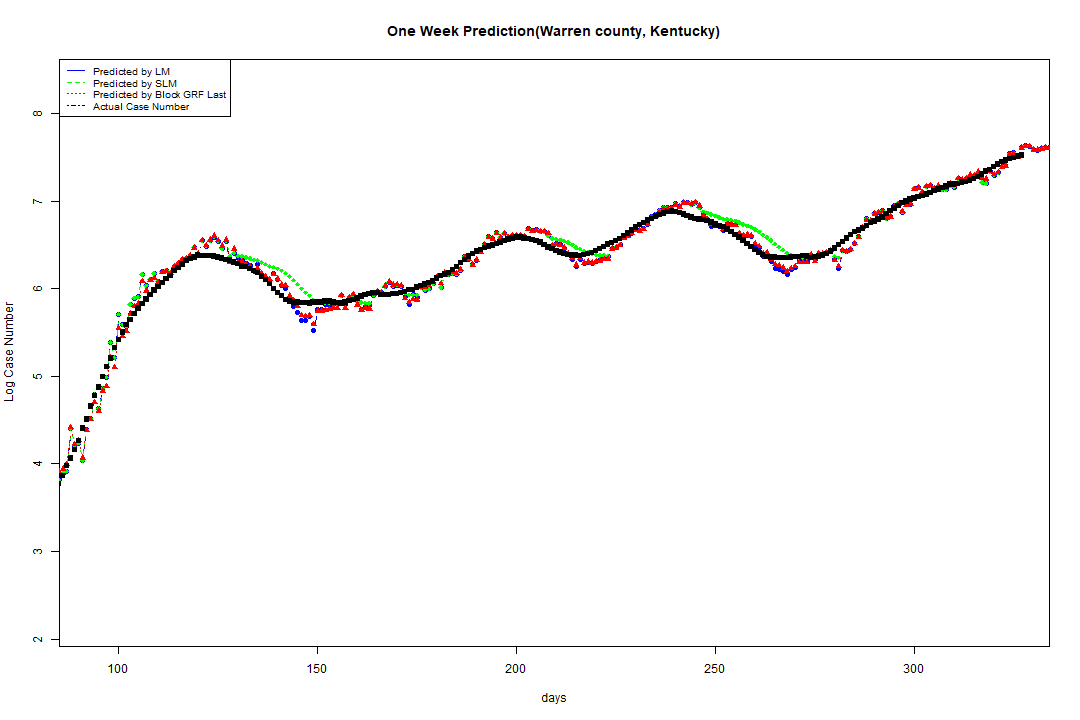 One Week Prediction(Warren county, Kentucky)
Predicted by LM
Predicted by SLM
Predicted by Block GRF Last
Actual Case Number
8
7
6
5
4
3
2
Log Case Number
100 150 200 250 300
days